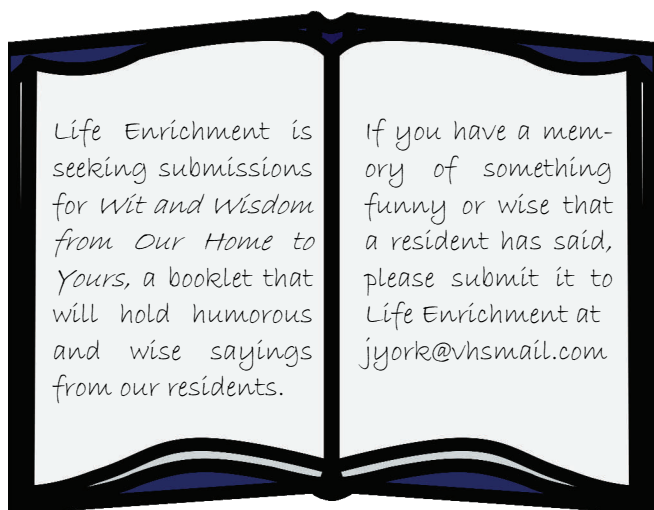 Life Enrichment is
seeking submissions
for Wit and Wisdom
from Our Home to
Yours, a booklet that
will hold humorous
and wise sayings
from our residents.
If you have a mem-
ory of something
funny or wise that
a resident has said,
please submit it to
Life Enrichment at
jyork@vhsmail.com